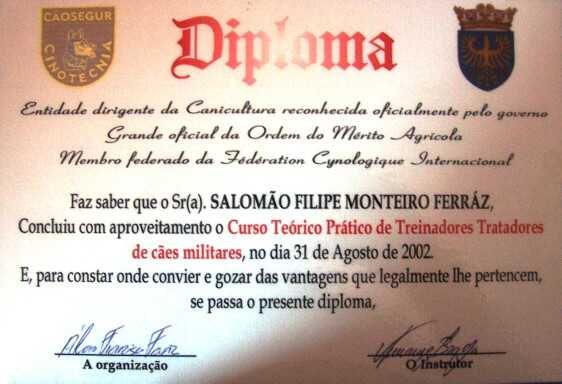 CAOSEGUR
CINOTECNIA
Diploma
Entidade dirigente da Canicultura reconhecida oficialmente pelo governo
Grande oficial da Ordem do Mérito Agrícola
Membro federado da Fédération Cynologique Internacional
Faz saber que o Sr(a). SALOMÃO FILIPE MONTEIRO FERRÁZ,
Concluiu com aproveitamento o Curso Teórico Prático de Treinadores Tratadores
de cães militares, no dia 31 de Agosto de 2002.
E, para constar onde convier e gozar das vantagens que legalmente lhe pertencem,
se passa o presente diploma,
A organização
O Instrutor